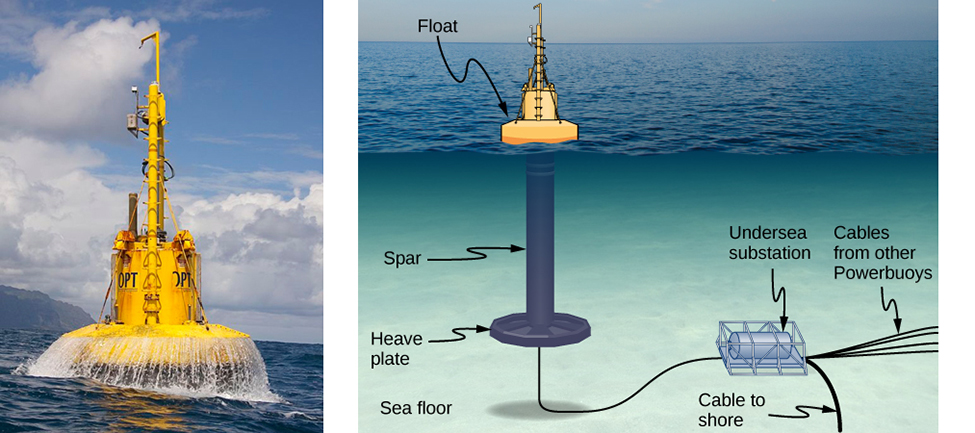 OPT
OPT
Float
Spar
Heave
plate
Sea floor
Undersea
substation
Cables
from other
Powerbuoys
Cable to
shore